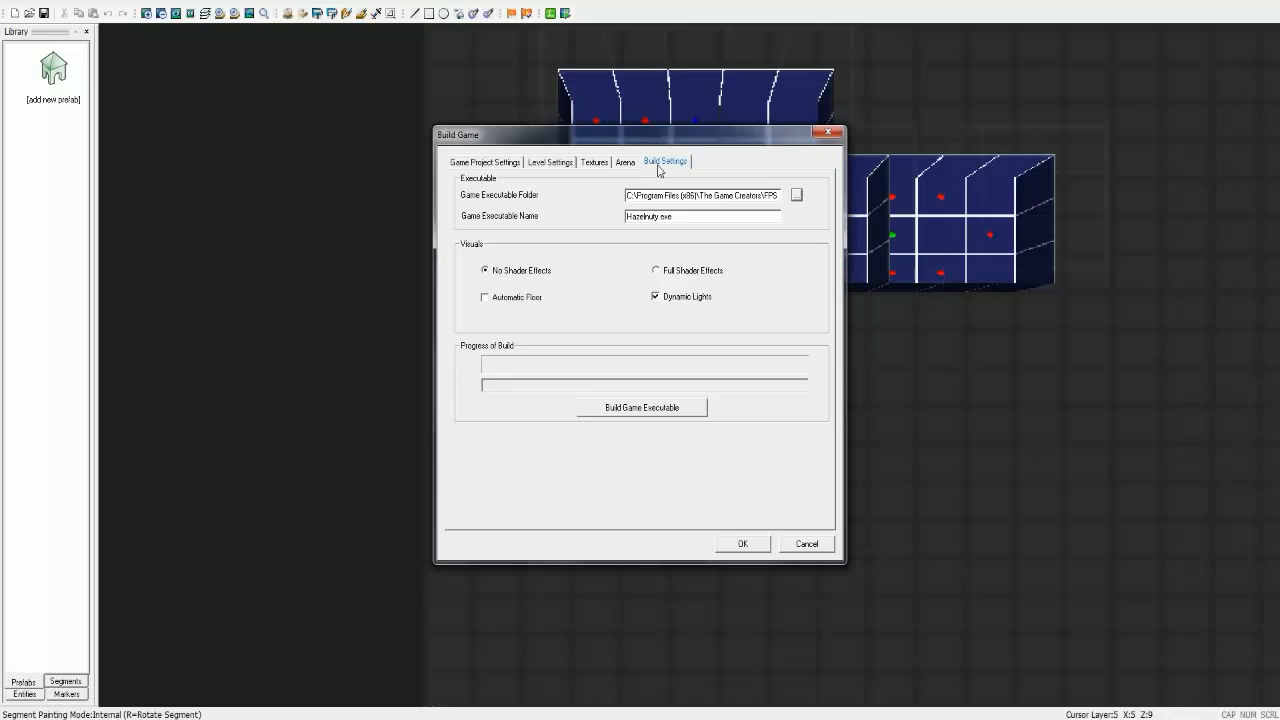 Library
[add new prefab]
Build Game
Game Project Settings
Level Settings
Textures
Arena
Build Settings
Executable
Game Executable Folder
C:\Program Files (x86)\The Game Creators\FPS
...
Game Executable Name
Hazelnuty.exe
Visuals
No Shader Effects
Full Shader Effects
Automatic Floor
Dynamic Lights
Progress of Build
Build Game Executable
OK
Cancel
Prefabs
Segments
Entities
Markers
Segment Painting Mode:Internal (R=Rotate Segment)
Cursor Layer:5 X:5 Z:9
CAP NUM SCRL